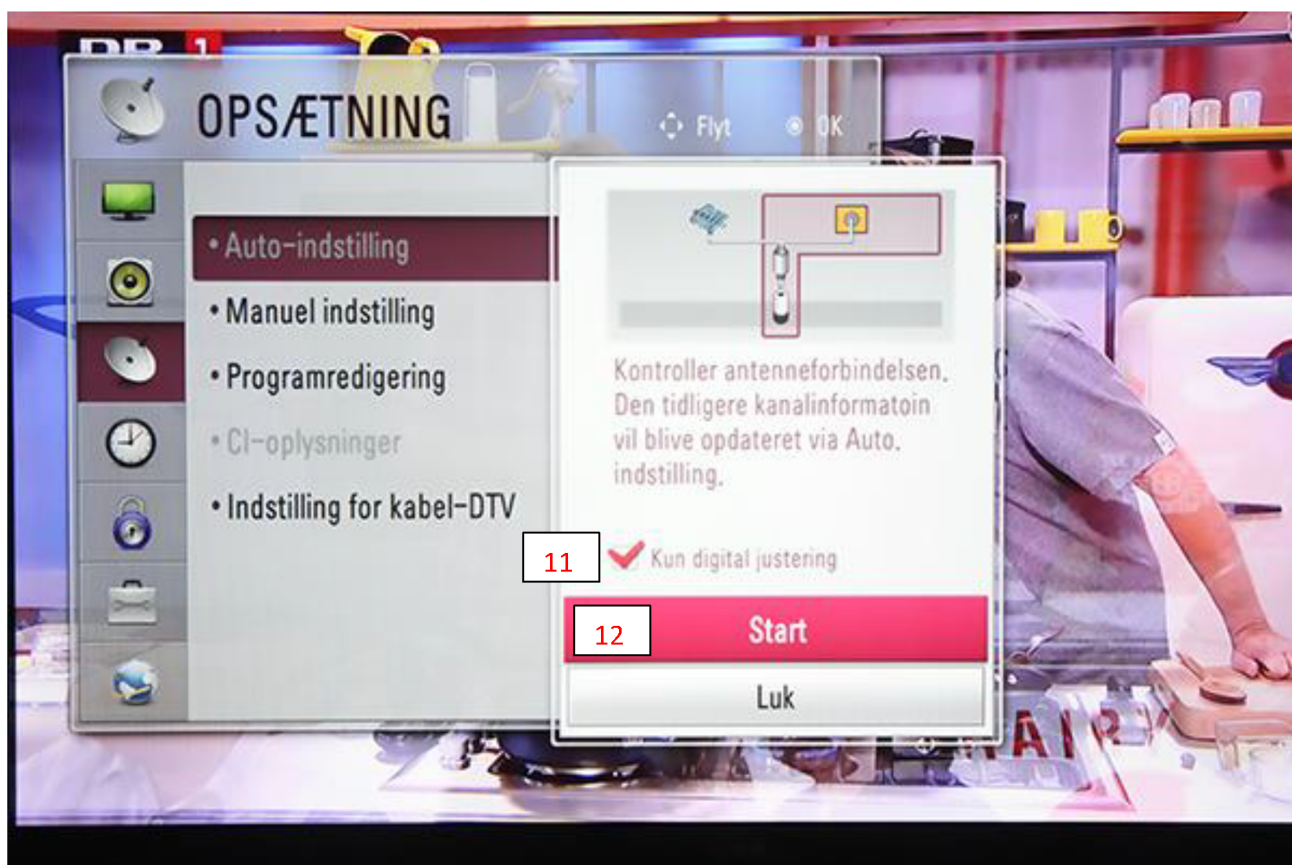 DR 1
OPSÆTNING
Flyt
OK
• Auto-indstilling
• Manuel indstilling
• Programredigering
• CI-oplysninger
• Indstilling for kabel-DTV
Kontroller antenneforbindelsen.
Den tidligere kanalinformatoin
vil blive opdateret via Auto.
indstilling.
11
Kun digital justering
12
Start
Luk